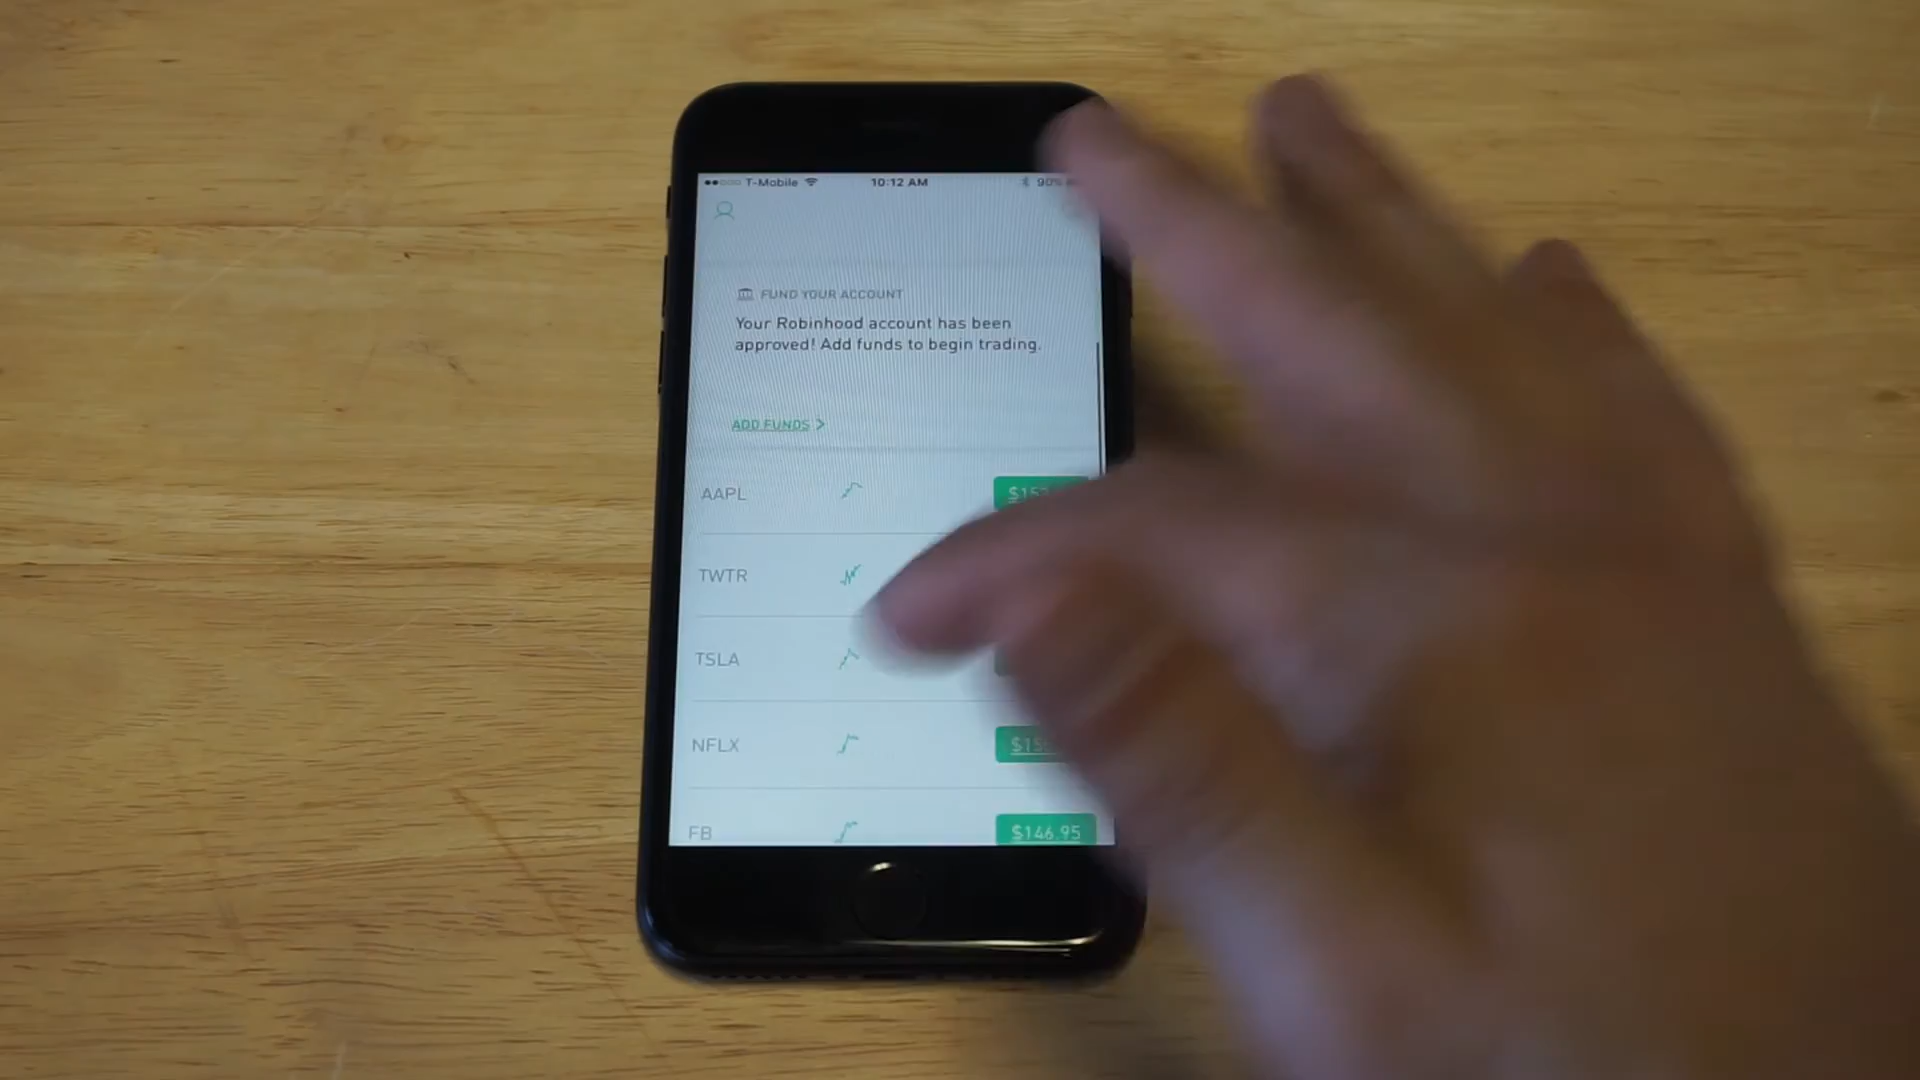 T-Mobile 10:12 AM 90%
FUND YOUR ACCOUNT
Your Robinhood account has been
approved! Add funds to begin trading.
ADD FUNDS >
AAPL
TWTR
TSLA
NFLX
FB $146.95